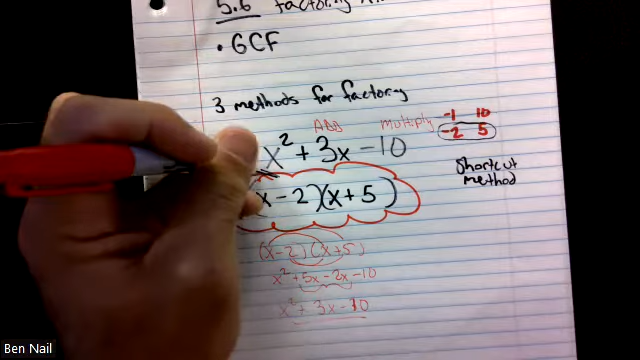 5.6 factoring
• GCF
3 methods for factoring
ADD multiply
-1 10
-2 5
x² + 3x - 10
shortcut
method
(x - 2)(x + 5)
(x - 2)(x + 5)
x² + 5x - 2x - 10
x² + 3x - 10
Ben Nail